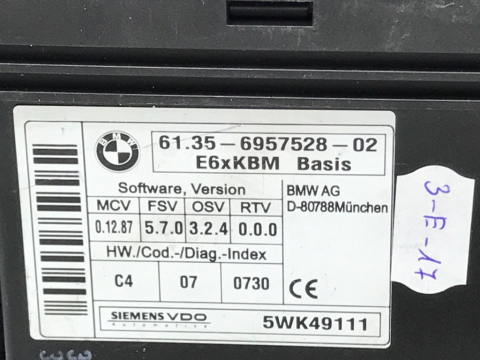 BMW
61.35-6957528-02
E6xKBM Basis
Software, Version
MCV FSV OSV RTV
0.12.87 5.7.0 3.2.4 0.0.0
BMW AG
D-80788München
HW./Cod.-/Diag.-Index
C4 07 0730
CE
SIEMENS VDO
Automotive
5WK49111
3-E-17